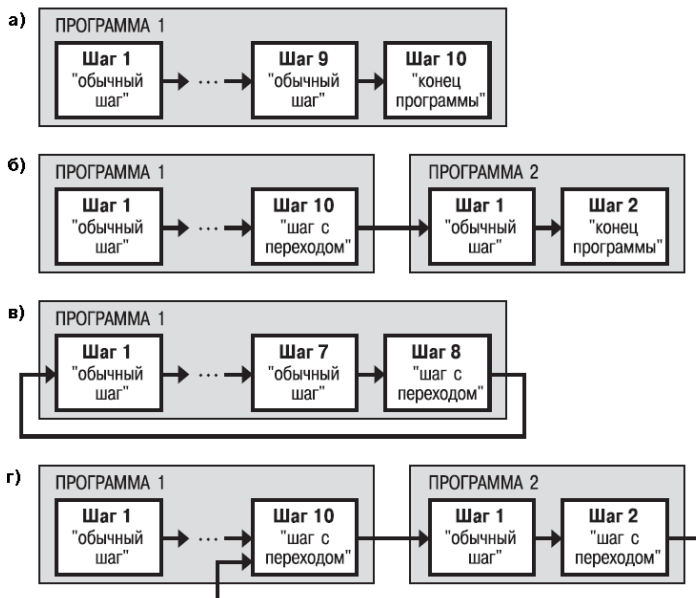 а)
ПРОГРАММА 1
Шаг 1
"обычный
шаг"
...
Шаг 9
"обычный
шаг"
Шаг 10
"конец
программы"
б)
ПРОГРАММА 1
Шаг 1
"обычный
шаг"
...
Шаг 10
"шаг с
переходом"
ПРОГРАММА 2
Шаг 1
"обычный
шаг"
Шаг 2
"конец
программы"
в)
ПРОГРАММА 1
Шаг 1
"обычный
шаг"
...
Шаг 7
"обычный
шаг"
Шаг 8
"шаг с
переходом"
г)
ПРОГРАММА 1
Шаг 1
"обычный
шаг"
...
Шаг 10
"шаг с
переходом"
ПРОГРАММА 2
Шаг 1
"обычный
шаг"
Шаг 2
"шаг с
переходом"